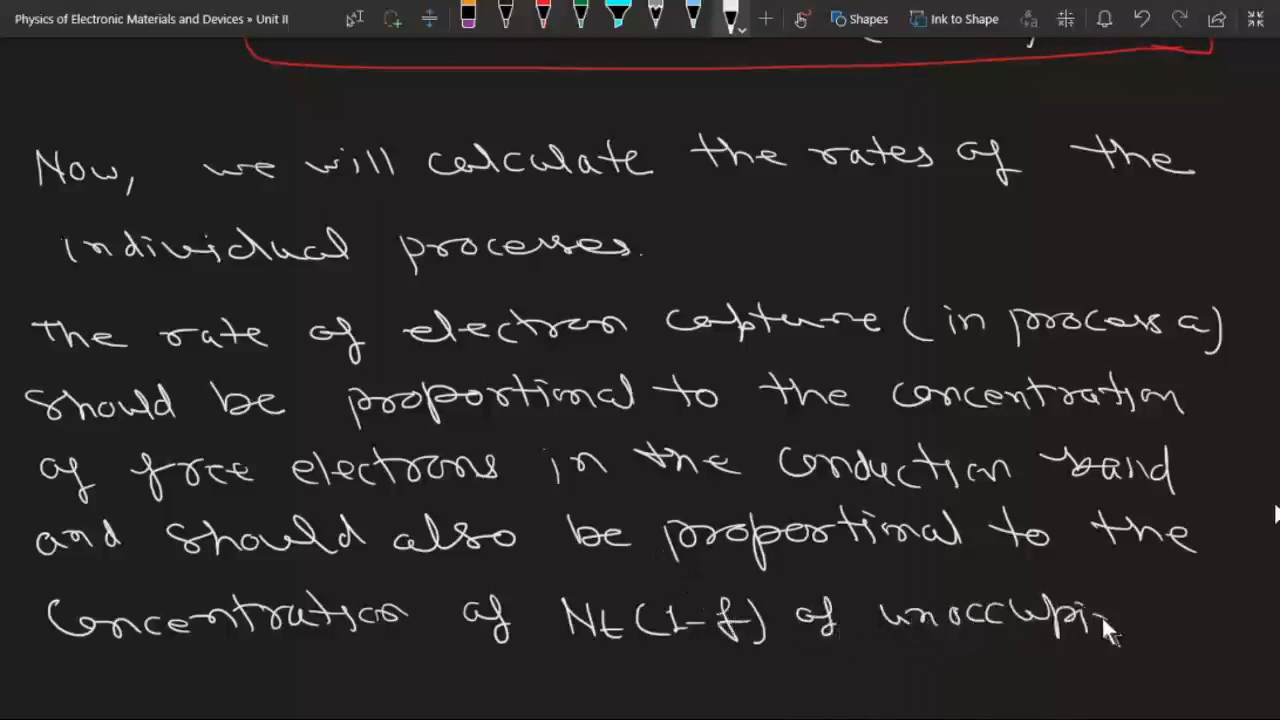 Physics of Electronic Materials and Devices » Unit II
Shapes
Ink to Shape
Now, we will calculate the rates of the
individual processes.
The rate of electron capture (in process a)
should be proportional to the concentration
of free electrons in the conduction band
and should also be proportional to the
concentration of Nt(1-f) of unoccupi